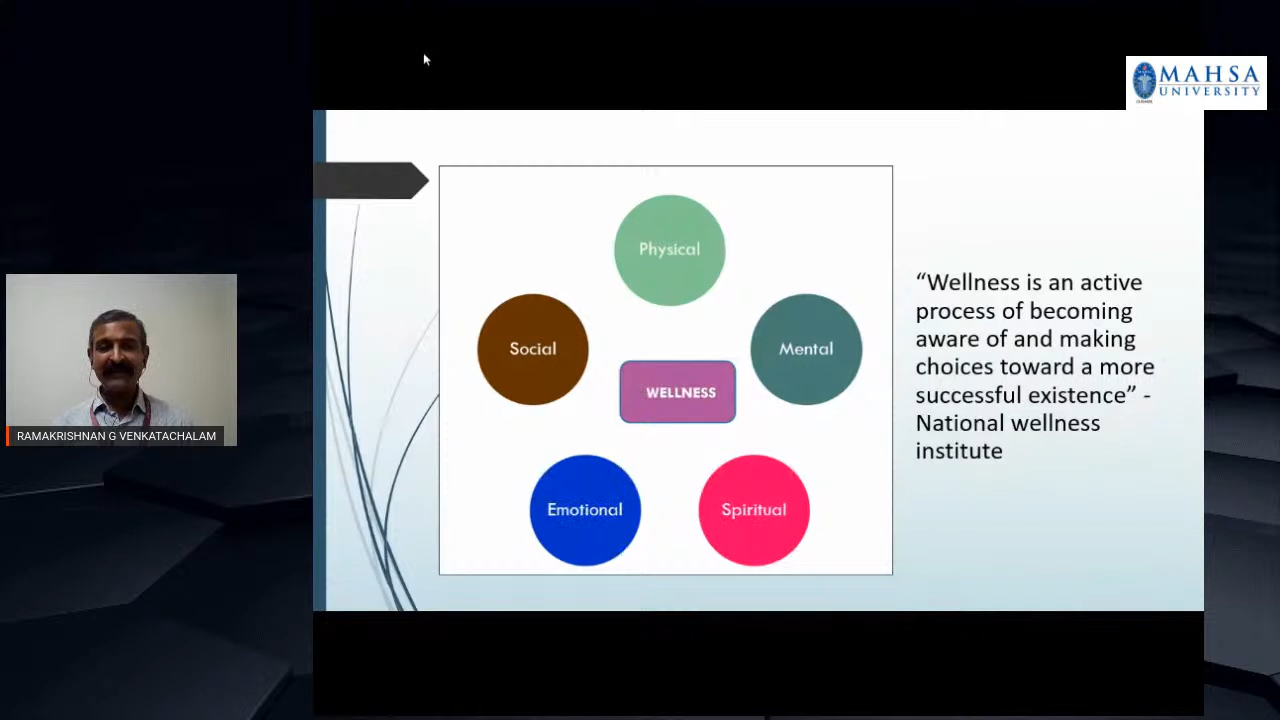 MAHSA
UNIVERSITY
Physical
Social
Mental
WELLNESS
Emotional
Spiritual
“Wellness is an active
process of becoming
aware of and making
choices toward a more
successful existence” -
National wellness
institute
RAMAKRISHNAN G VENKATACHALAM